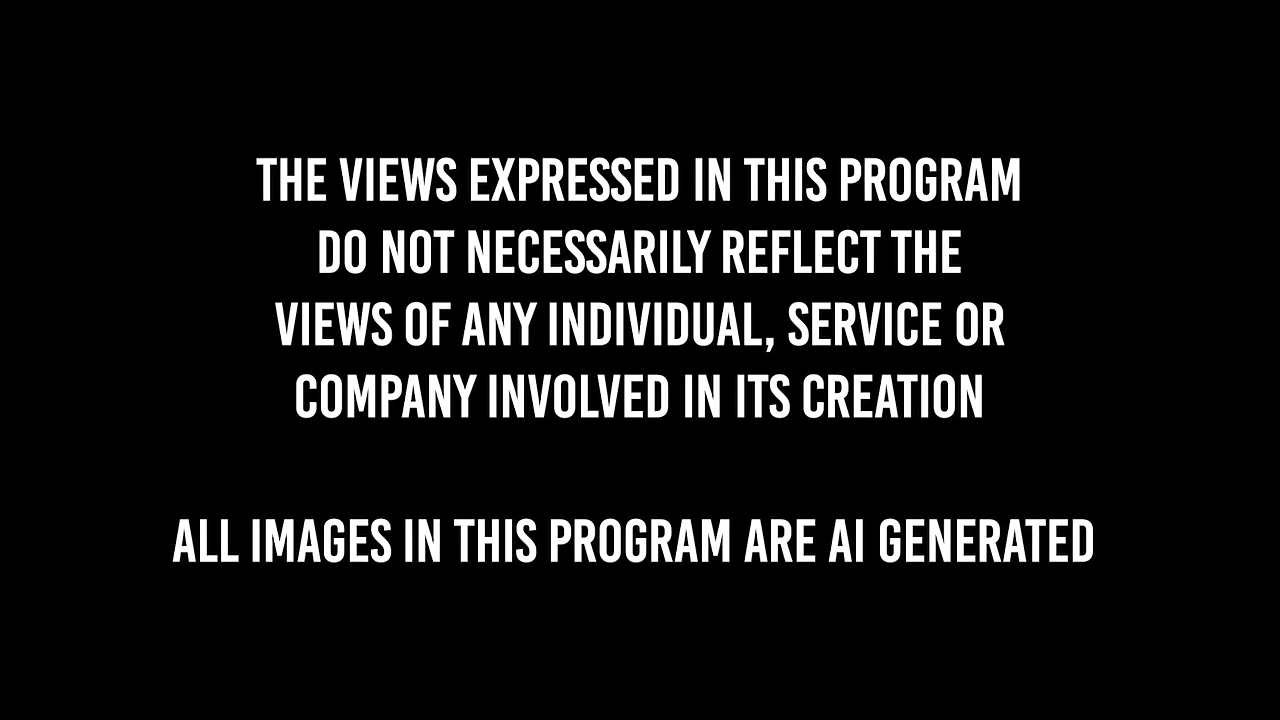 THE VIEWS EXPRESSED IN THIS PROGRAM
DO NOT NECESSARILY REFLECT THE
VIEWS OF ANY INDIVIDUAL, SERVICE OR
COMPANY INVOLVED IN ITS CREATION
ALL IMAGES IN THIS PROGRAM ARE AI GENERATED